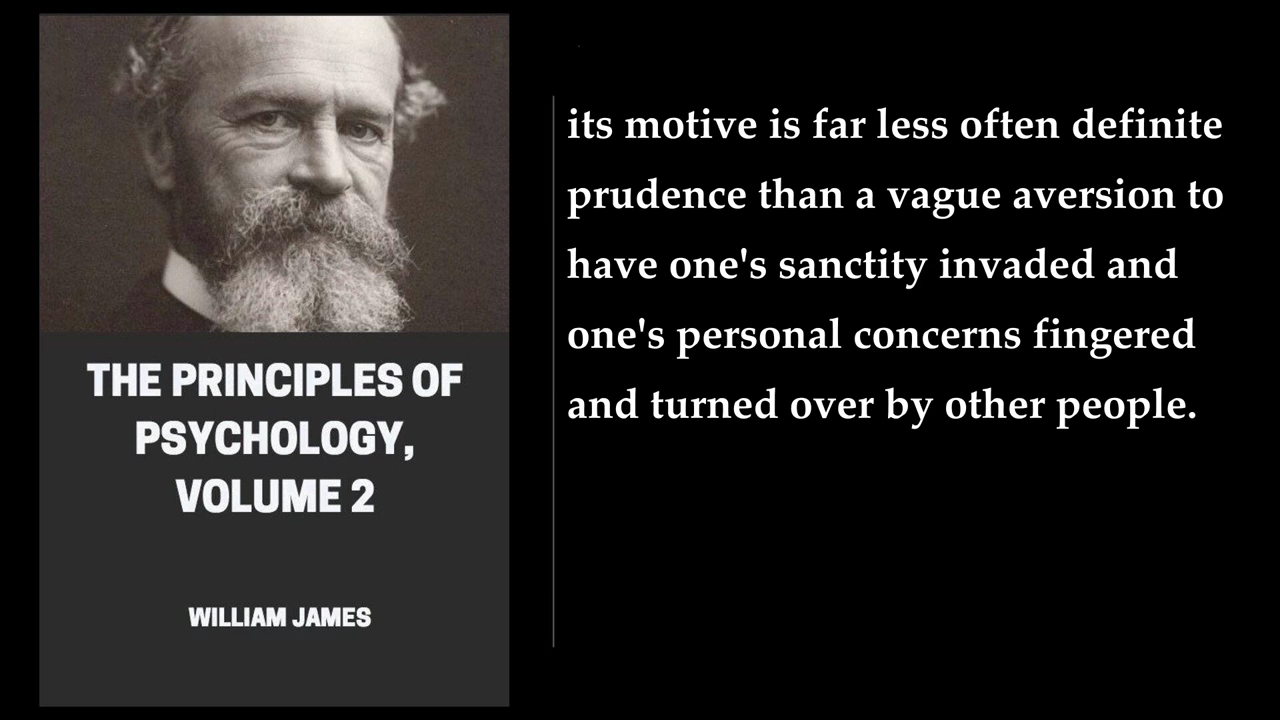 THE PRINCIPLES OF
PSYCHOLOGY,
VOLUME 2
WILLIAM JAMES
its motive is far less often definite
prudence than a vague aversion to
have one's sanctity invaded and
one's personal concerns fingered
and turned over by other people.